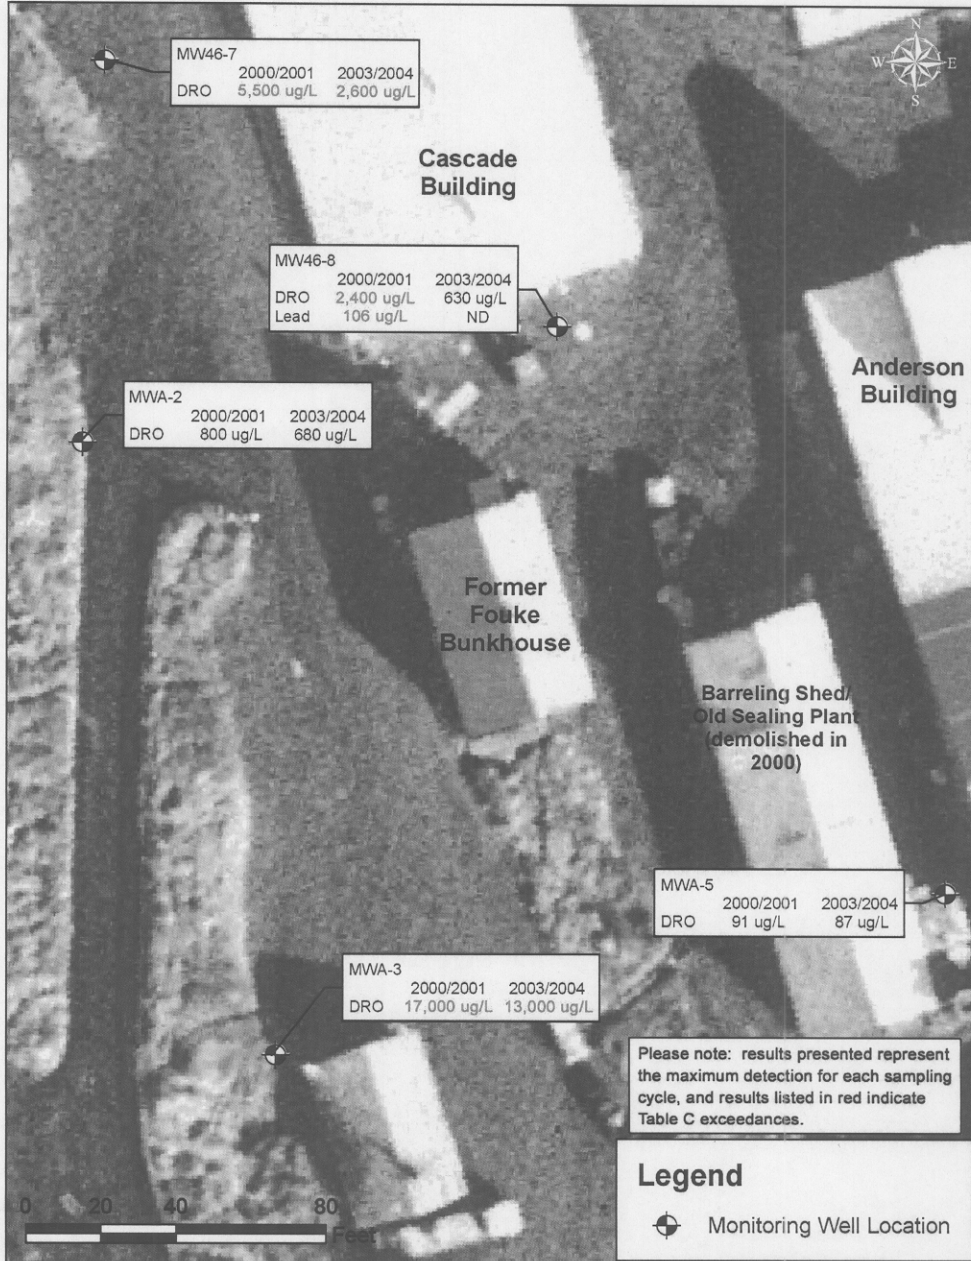 N
W E
S
MW46-7
2000/2001 2003/2004
DRO 5,500 ug/L 2,600 ug/L
Cascade
Building
MW46-8
2000/2001 2003/2004
DRO 2,400 ug/L 630 ug/L
Lead 106 ug/L ND
Anderson
Building
MWA-2
2000/2001 2003/2004
DRO 800 ug/L 680 ug/L
Former
Fouke
Bunkhouse
Barreling Shed/
Old Sealing Plant
(demolished in
2000)
MWA-5
2000/2001 2003/2004
DRO 91 ug/L 87 ug/L
MWA-3
2000/2001 2003/2004
DRO 17,000 ug/L 13,000 ug/L
Please note: results presented represent
the maximum detection for each sampling
cycle, and results listed in red indicate
Table C exceedances.
Legend
Monitoring Well Location
0 20 40 80
Feet